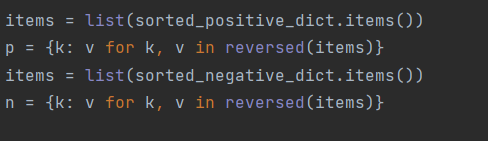 items = list(sorted_positive_dict.items())
p = {k: v for k, v in reversed(items)}
items = list(sorted_negative_dict.items())
n = {k: v for k, v in reversed(items)}